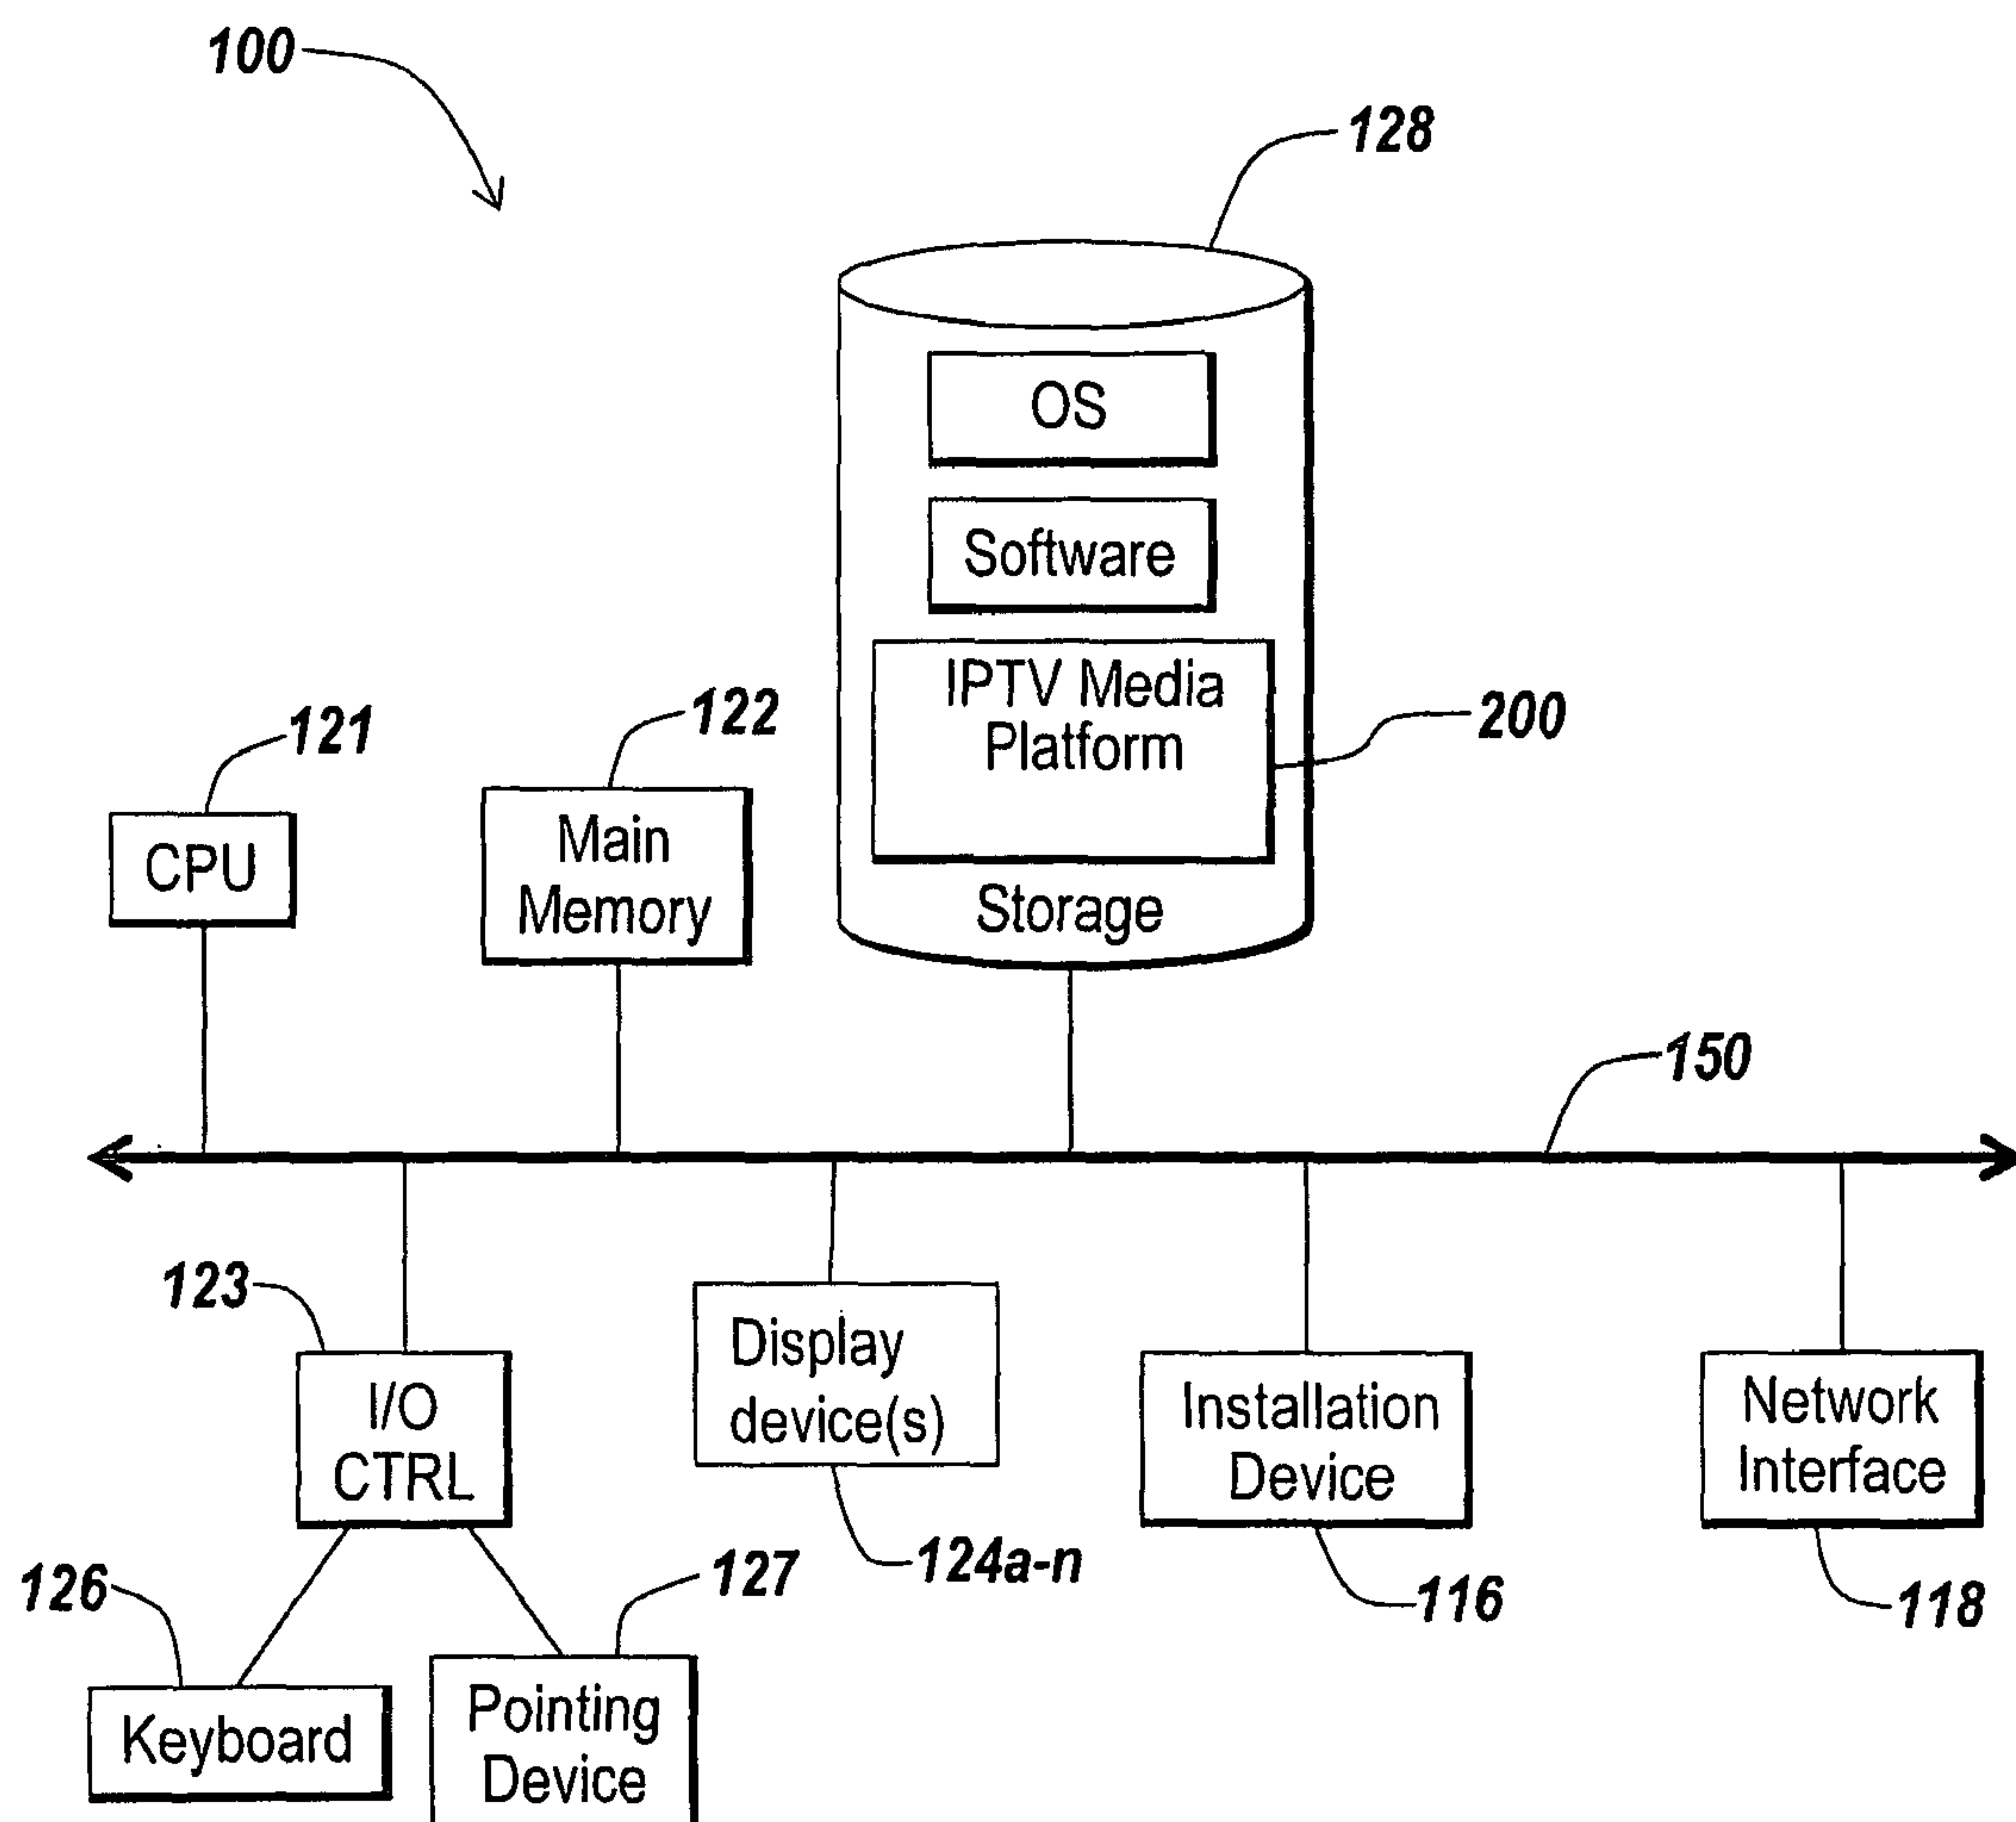 100
128
OS
Software
IPTV Media
Platform
200
Storage
121
CPU
122
Main
Memory
150
123
I/O
CTRL
Display
device(s)
124a-n
Installation
Device
116
Network
Interface
118
126
Keyboard
127
Pointing
Device